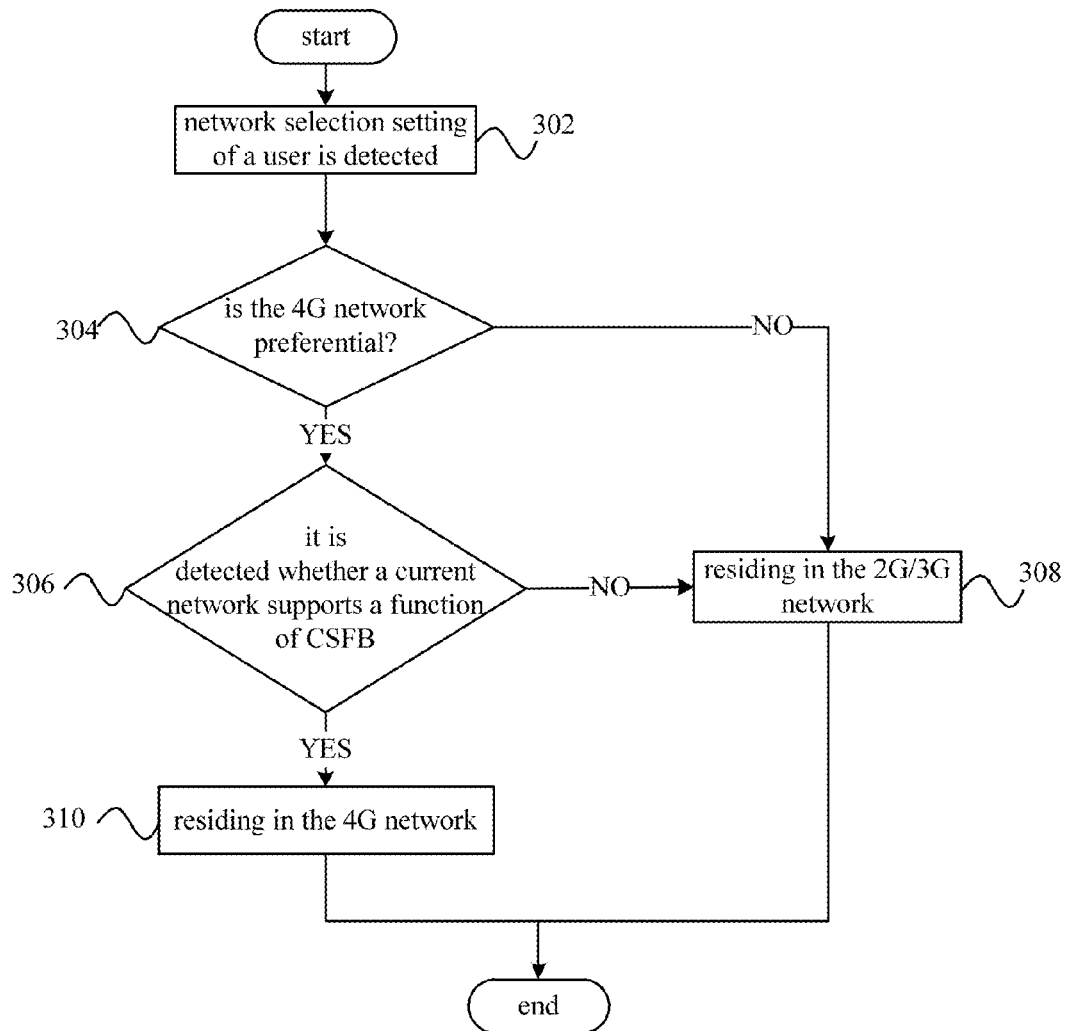 start
network selection setting
of a user is detected
302
is the 4G network
preferential?
304
NO
YES
it is
detected whether a current
network supports a function
of CSFB
306
NO
residing in the 2G/3G
network
308
YES
310
residing in the 4G network
end